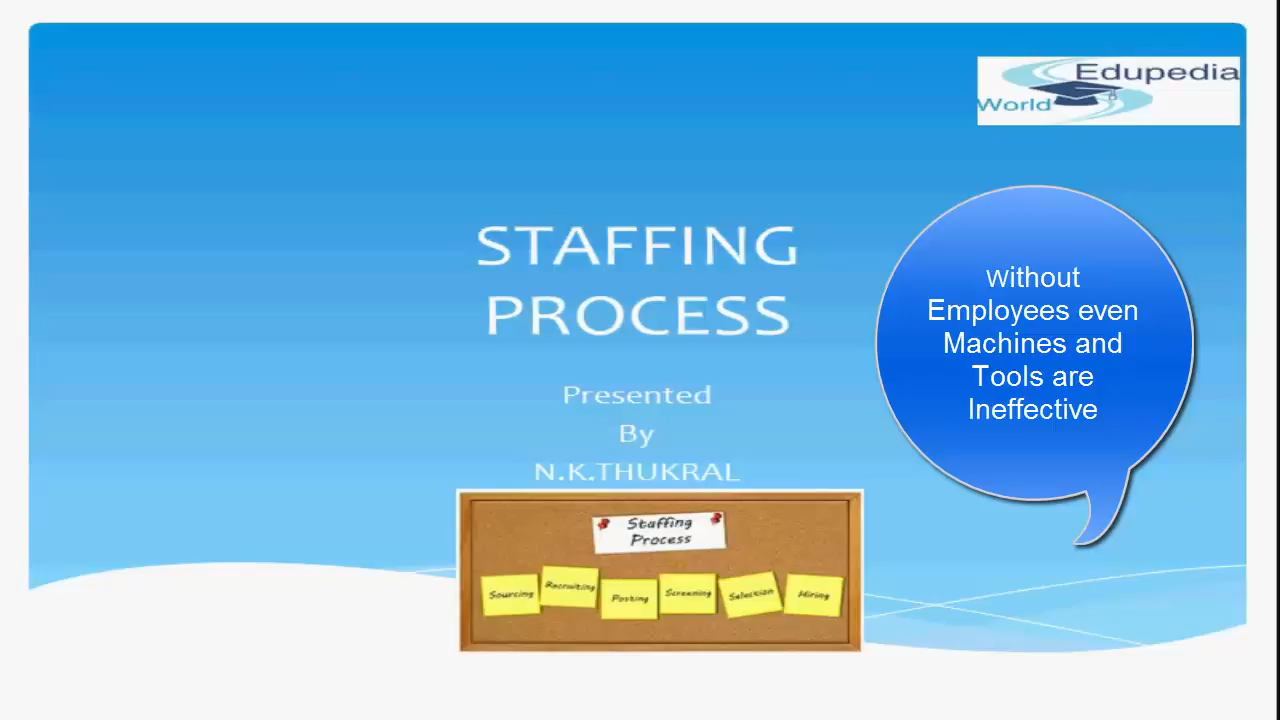 Edupedia
World
STAFFING
PROCESS
Presented
By
N.K.THUKRAL
Without
Employees even
Machines and
Tools are
Ineffective
Staffing
Process
Sourcing Recruiting Posting Screening Selection Hiring